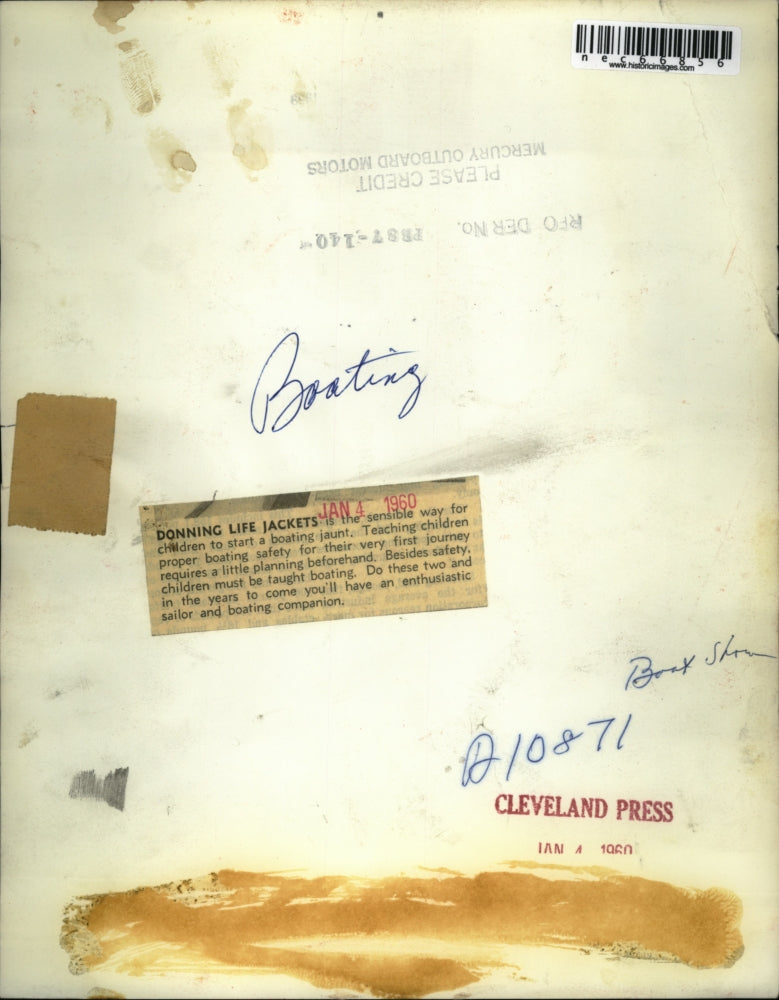 nec66856
www.historicimages.com
PLEASE CREDIT
MERCURY OUTBOARD MOTORS
RFO DER No. PR87-140
Boating
JAN 4 1960
DONNING LIFE JACKETS is the sensible way for
children to start a boating jaunt. Teaching children
proper boating safety for their very first journey
requires a little planning beforehand. Besides safety,
children must be taught boating. Do these two and
in the years to come you'll have an enthusiastic
sailor and boating companion.
Boat Show
A10871
CLEVELAND PRESS
JAN 4 1960